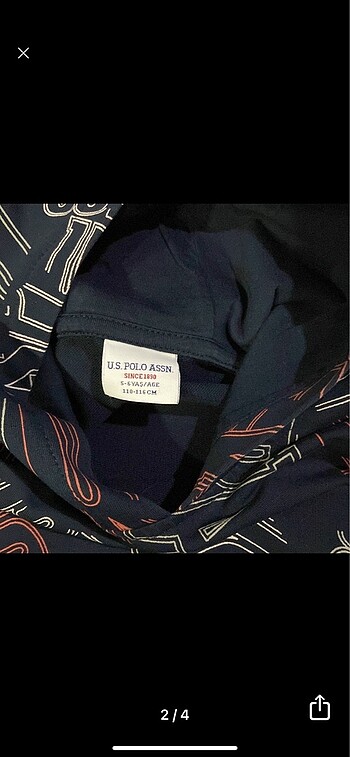 U.S. POLO ASSN.
SINCE 1890
5-6 YAŞ/AGE
110-116 CM
2 / 4